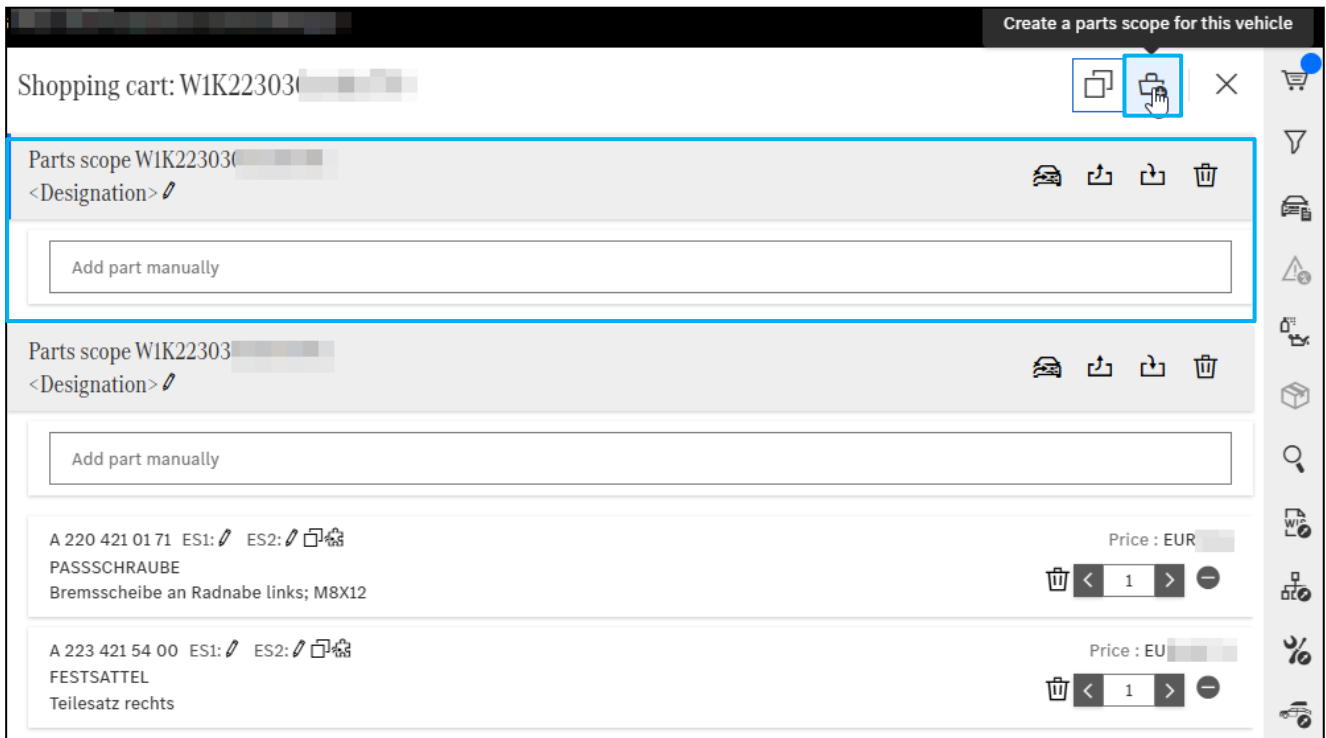 Create a parts scope for this vehicle
Shopping cart: W1K22303
Parts scope W1K22303
<Designation>
Add part manually
Parts scope W1K22303
<Designation>
Add part manually
A 220 421 01 71 ES1: ES2:
Price : EUR
PASSSCHRAUBE
1
Bremsscheibe an Radnabe links; M8X12
A 223 421 54 00 ES1: ES2:
Price : EU
FESTSATTEL
1
Teilesatz rechts
WIS